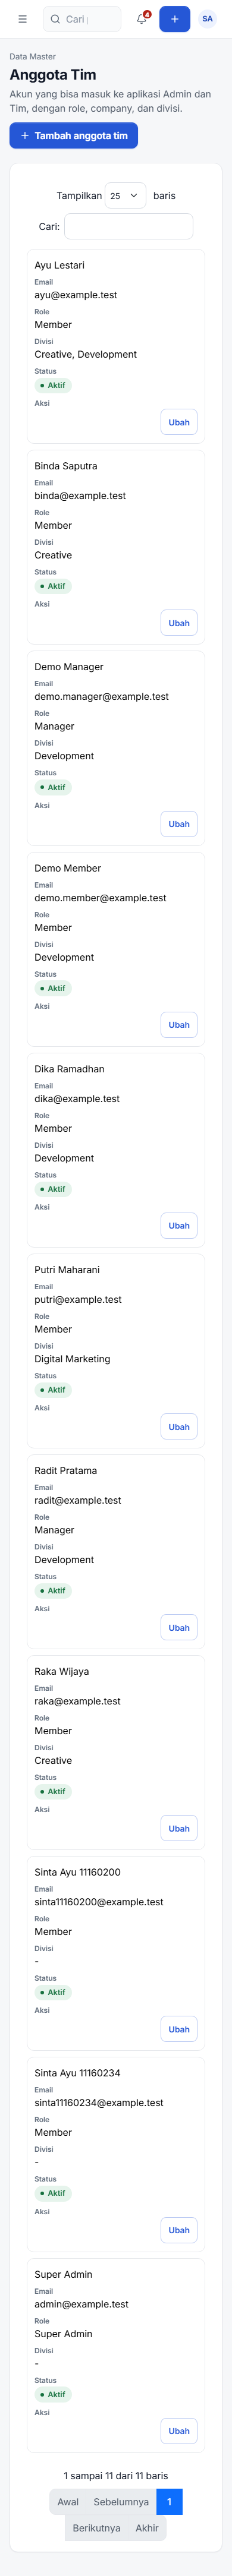 Cari
4
SA
Data Master
Anggota Tim
Akun yang bisa masuk ke aplikasi Admin dan
Tim, dengan role, company, dan divisi.
Tambah anggota tim
Tampilkan 25 baris
Cari:
Ayu Lestari
Email
ayu@example.test
Role
Member
Divisi
Creative, Development
Status
Aktif
Aksi
Ubah
Binda Saputra
Email
binda@example.test
Role
Member
Divisi
Creative
Status
Aktif
Aksi
Ubah
Demo Manager
Email
demo.manager@example.test
Role
Manager
Divisi
Development
Status
Aktif
Aksi
Ubah
Demo Member
Email
demo.member@example.test
Role
Member
Divisi
Development
Status
Aktif
Aksi
Ubah
Dika Ramadhan
Email
dika@example.test
Role
Member
Divisi
Development
Status
Aktif
Aksi
Ubah
Putri Maharani
Email
putri@example.test
Role
Member
Divisi
Digital Marketing
Status
Aktif
Aksi
Ubah
Radit Pratama
Email
radit@example.test
Role
Manager
Divisi
Development
Status
Aktif
Aksi
Ubah
Raka Wijaya
Email
raka@example.test
Role
Member
Divisi
Creative
Status
Aktif
Aksi
Ubah
Sinta Ayu 11160200
Email
sinta11160200@example.test
Role
Member
Divisi
-
Status
Aktif
Aksi
Ubah
Sinta Ayu 11160234
Email
sinta11160234@example.test
Role
Member
Divisi
-
Status
Aktif
Aksi
Ubah
Super Admin
Email
admin@example.test
Role
Super Admin
Divisi
-
Status
Aktif
Aksi
Ubah
1 sampai 11 dari 11 baris
Awal Sebelumnya 1
Berikutnya Akhir